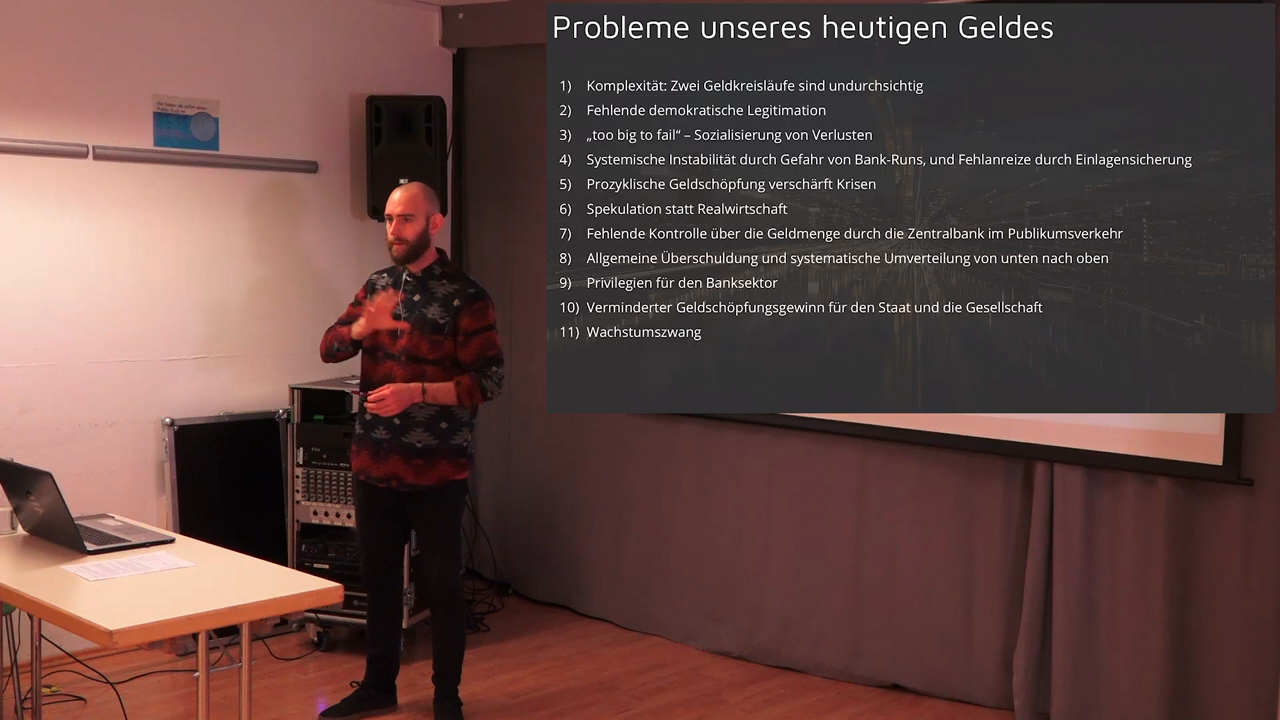 Probleme unseres heutigen Geldes
1) Komplexität: Zwei Geldkreisläufe sind undurchsichtig
2) Fehlende demokratische Legitimation
3) „too big to fail“ – Sozialisierung von Verlusten
4) Systemische Instabilität durch Gefahr von Bank-Runs, und Fehlanreize durch Einlagensicherung
5) Prozyklische Geldschöpfung verschärft Krisen
6) Spekulation statt Realwirtschaft
7) Fehlende Kontrolle über die Geldmenge durch die Zentralbank im Publikumsverkehr
8) Allgemeine Überschuldung und systematische Umverteilung von unten nach oben
9) Privilegien für den Banksektor
10) Verminderter Geldschöpfungsgewinn für den Staat und die Gesellschaft
11) Wachstumszwang